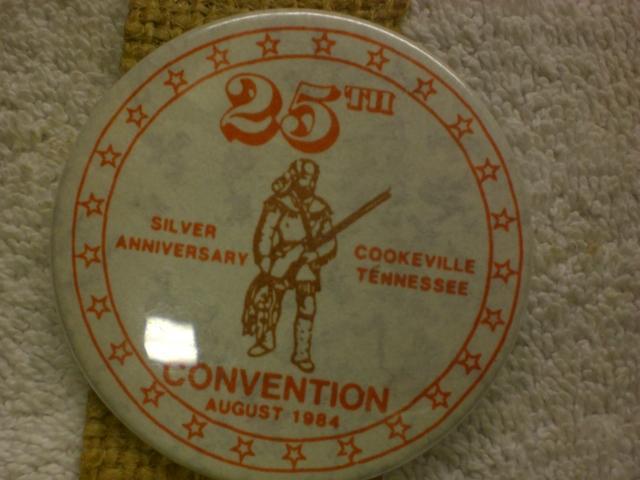 25TH
SILVER
ANNIVERSARY
COOKEVILLE
TENNESSEE
CONVENTION
AUGUST 1984